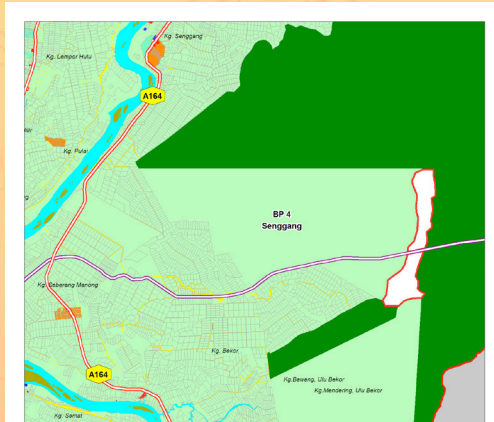 Kg. Senggang
Kg. Lempor Hulu
A164
Kg. Pulai
BP 4
Senggang
Kg. Seberang Manong
Kg. Bekor
A164
Kg.Beweng, Ulu Bekor
Kg.Mendering, Ulu Bekor
Kg. Semat